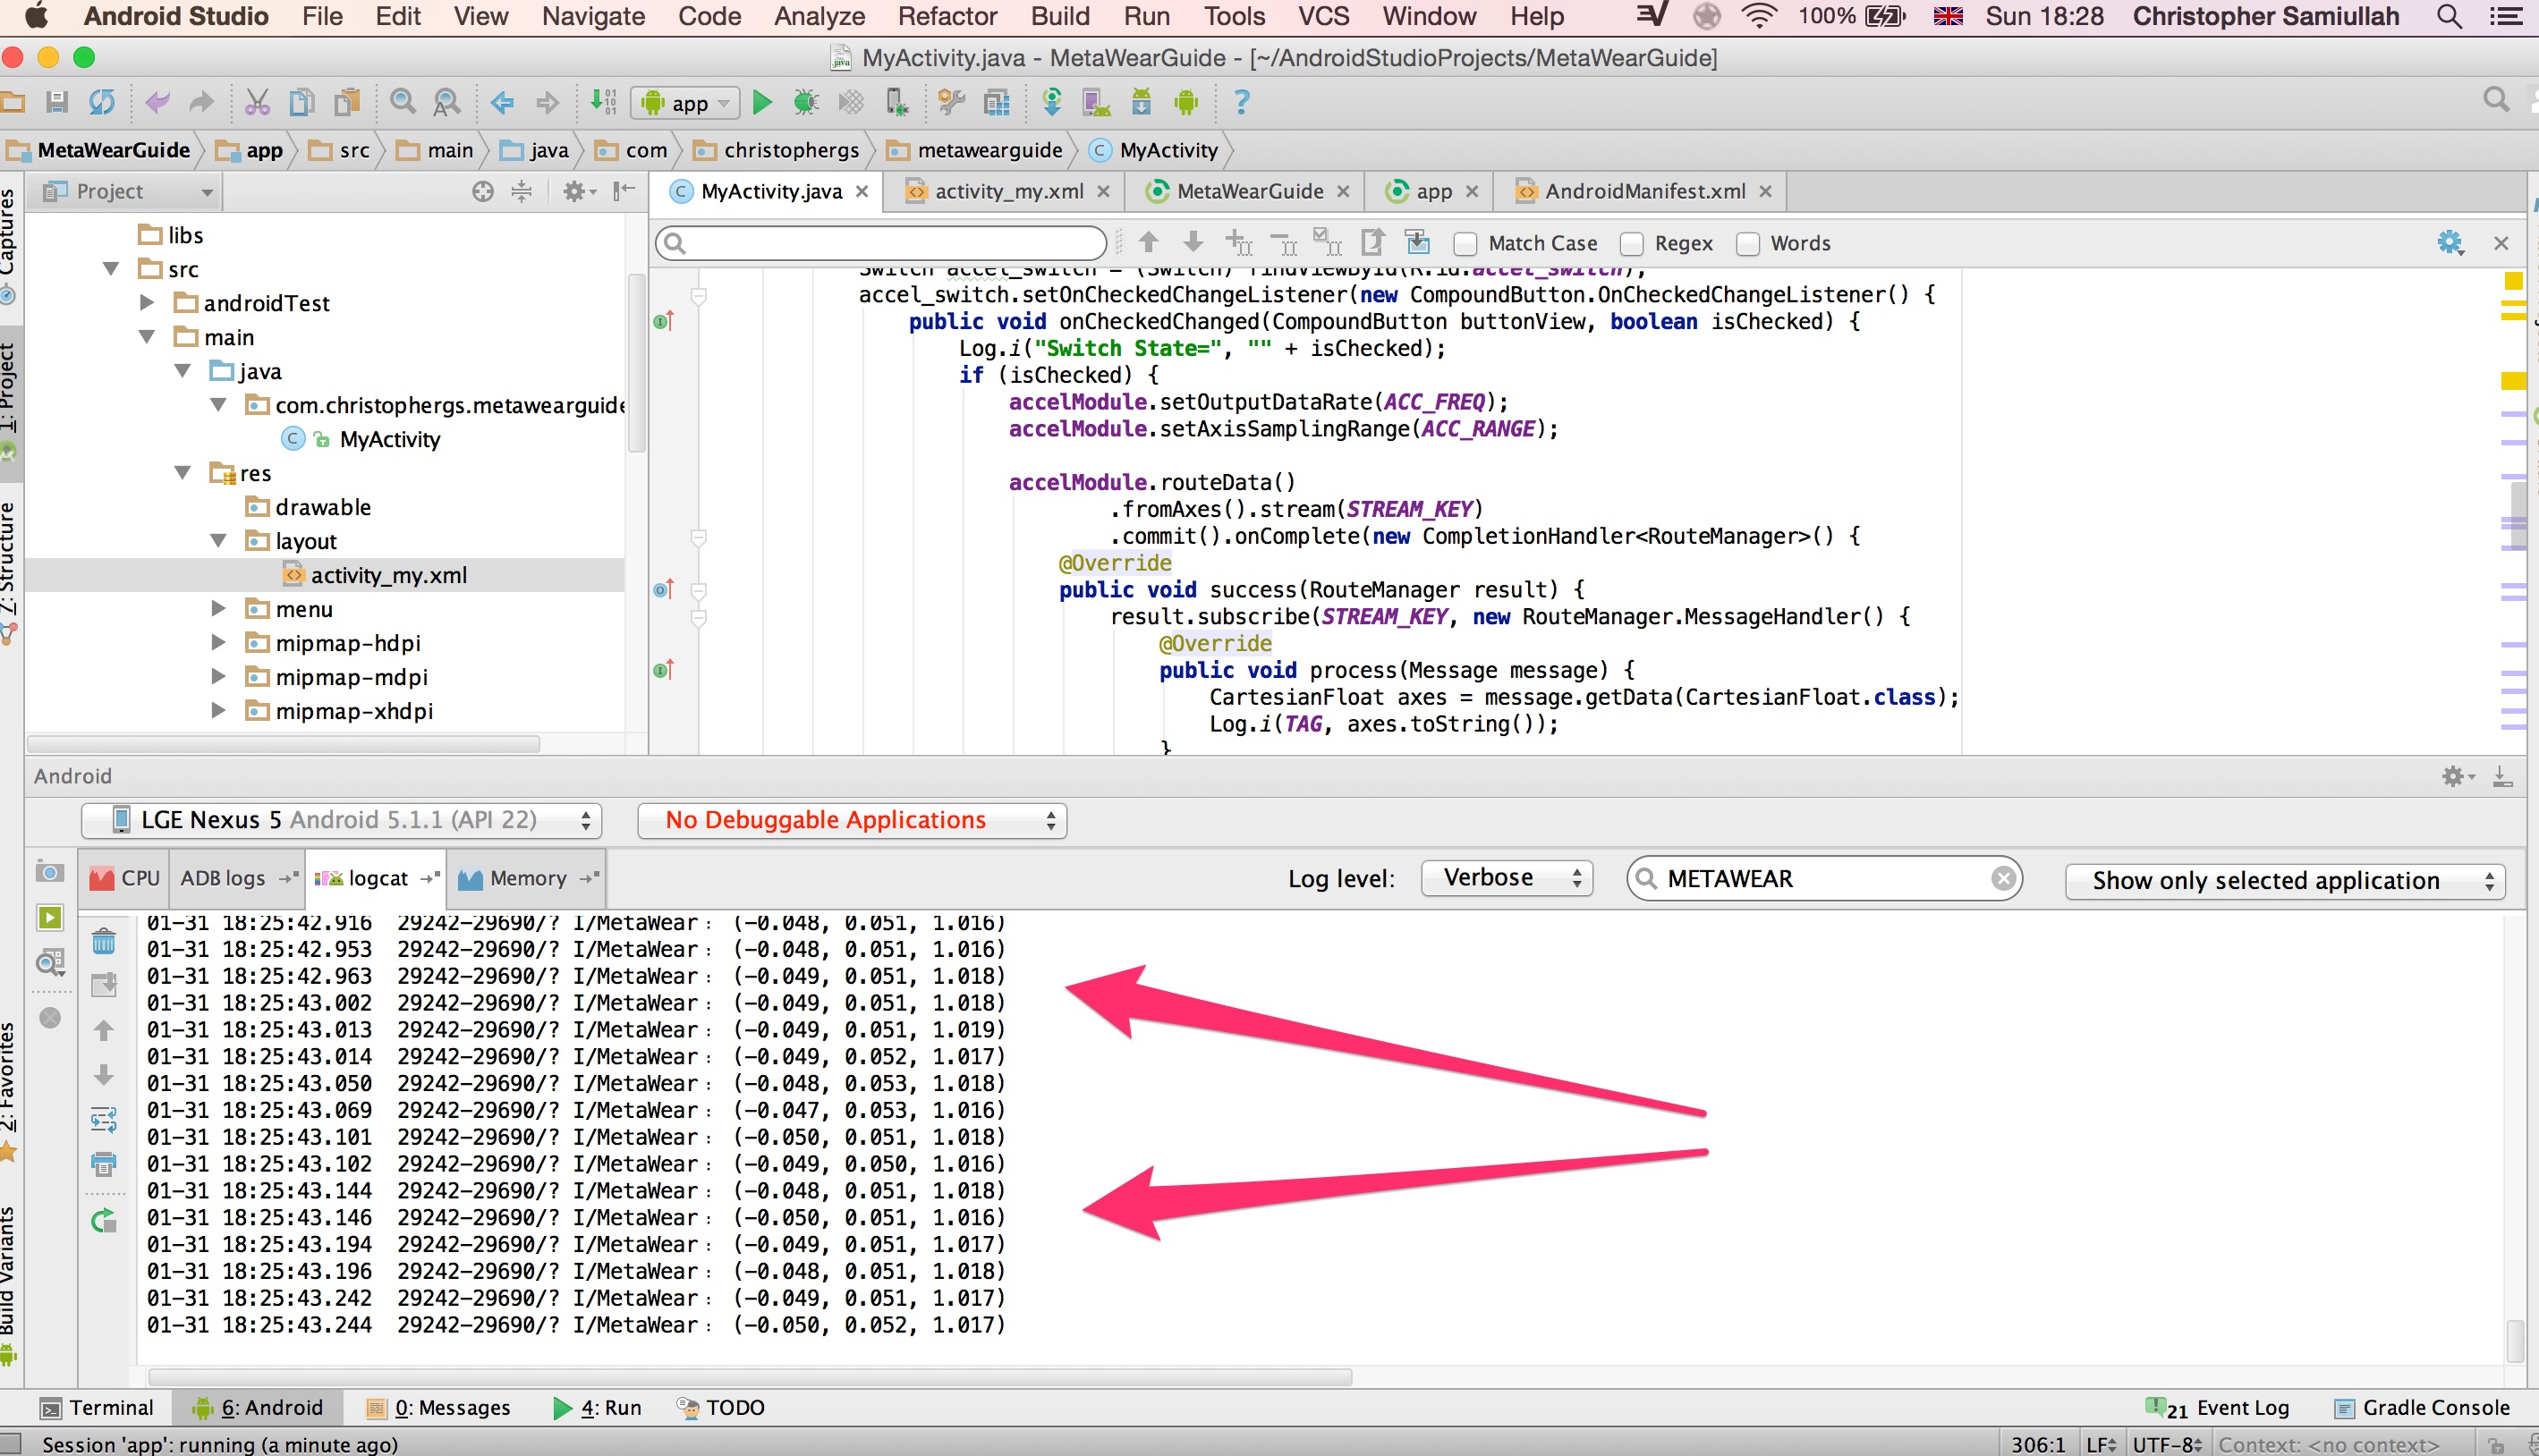 Android Studio File Edit View Navigate Code Analyze Refactor Build Run Tools VCS Window Help 100% Sun 18:28 Christopher Samiullah
MyActivity.java - MetaWearGuide - [~/AndroidStudioProjects/MetaWearGuide]
app
MetaWearGuide app src main java com christophergs metawearguide MyActivity
Project
MyActivity.java activity_my.xml MetaWearGuide app AndroidManifest.xml
Captures
1: Project
7: Structure
2: Favorites
Build Variants
libs
src
androidTest
main
java
com.christophergs.metawearguide
MyActivity
res
drawable
layout
activity_my.xml
menu
mipmap-hdpi
mipmap-mdpi
mipmap-xhdpi
Match Case Regex Words
Switch accel_switch = (Switch) findViewById(R.id.accel_switch);
accel_switch.setOnCheckedChangeListener(new CompoundButton.OnCheckedChangeListener() {
public void onCheckedChanged(CompoundButton buttonView, boolean isChecked) {
Log.i("Switch State=", "" + isChecked);
if (isChecked) {
accelModule.setOutputDataRate(ACC_FREQ);
accelModule.setAxisSamplingRange(ACC_RANGE);
accelModule.routeData()
.fromAxes().stream(STREAM_KEY)
.commit().onComplete(new CompletionHandler<RouteManager>() {
@Override
public void success(RouteManager result) {
result.subscribe(STREAM_KEY, new RouteManager.MessageHandler() {
@Override
public void process(Message message) {
CartesianFloat axes = message.getData(CartesianFloat.class);
Log.i(TAG, axes.toString());
}
Android
LGE Nexus 5 Android 5.1.1 (API 22) No Debuggable Applications
CPU ADB logs logcat Memory Log level: Verbose METAWEAR Show only selected application
01-31 18:25:42.916 29242-29690/? I/MetaWear: (-0.048, 0.051, 1.016)
01-31 18:25:42.953 29242-29690/? I/MetaWear: (-0.048, 0.051, 1.016)
01-31 18:25:42.963 29242-29690/? I/MetaWear: (-0.049, 0.051, 1.018)
01-31 18:25:43.002 29242-29690/? I/MetaWear: (-0.049, 0.051, 1.018)
01-31 18:25:43.013 29242-29690/? I/MetaWear: (-0.049, 0.051, 1.019)
01-31 18:25:43.014 29242-29690/? I/MetaWear: (-0.049, 0.052, 1.017)
01-31 18:25:43.050 29242-29690/? I/MetaWear: (-0.048, 0.053, 1.018)
01-31 18:25:43.069 29242-29690/? I/MetaWear: (-0.047, 0.053, 1.016)
01-31 18:25:43.101 29242-29690/? I/MetaWear: (-0.050, 0.051, 1.018)
01-31 18:25:43.102 29242-29690/? I/MetaWear: (-0.049, 0.050, 1.016)
01-31 18:25:43.144 29242-29690/? I/MetaWear: (-0.048, 0.051, 1.018)
01-31 18:25:43.146 29242-29690/? I/MetaWear: (-0.050, 0.051, 1.016)
01-31 18:25:43.194 29242-29690/? I/MetaWear: (-0.049, 0.051, 1.017)
01-31 18:25:43.196 29242-29690/? I/MetaWear: (-0.048, 0.051, 1.018)
01-31 18:25:43.242 29242-29690/? I/MetaWear: (-0.049, 0.051, 1.017)
01-31 18:25:43.244 29242-29690/? I/MetaWear: (-0.050, 0.052, 1.017)
Terminal 6: Android 0: Messages 4: Run TODO 21 Event Log Gradle Console
Session 'app': running (a minute ago) 306:1 LF UTF-8 Context: <no context>